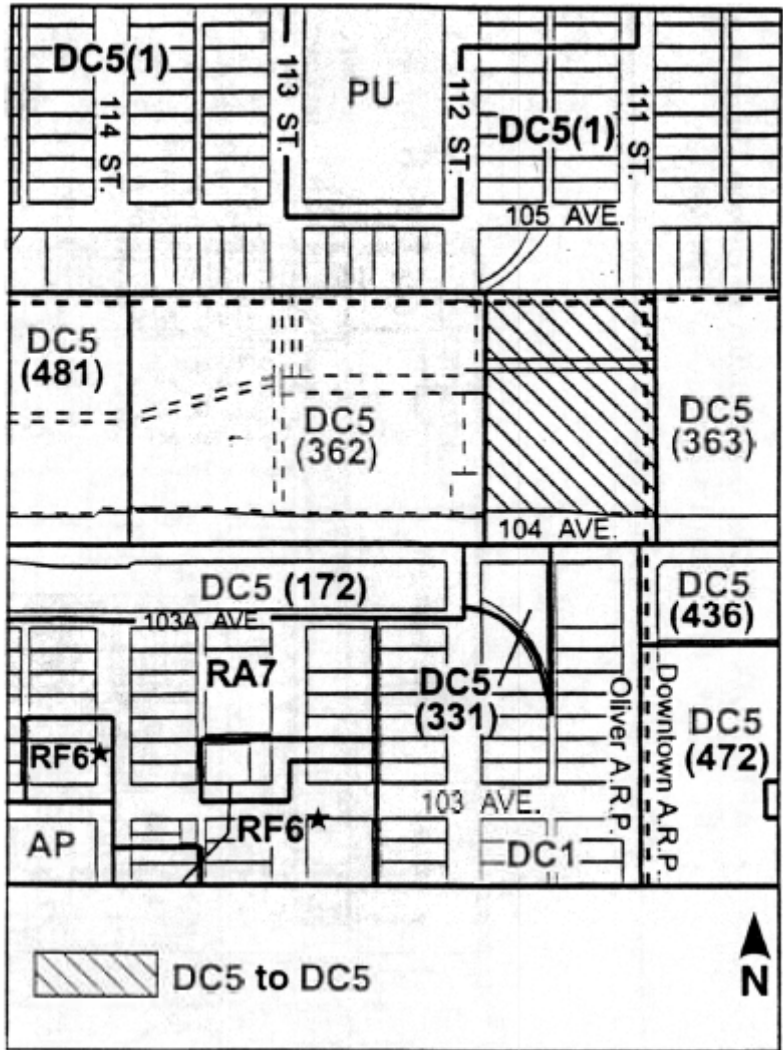 DC5(1)
114 ST.
113 ST.
PU
112 ST.
DC5(1)
111 ST.
105 AVE.
DC5
(481)
DC5
(362)
DC5
(363)
104 AVE.
DC5 (172)
103A AVE.
DC5
(436)
RA7
DC5
(331)
Oliver A.R.P.
Downtown A.R.P.
DC5
(472)
RF6★
RF6★
103 AVE.
AP
DC1
DC5 to DC5
N